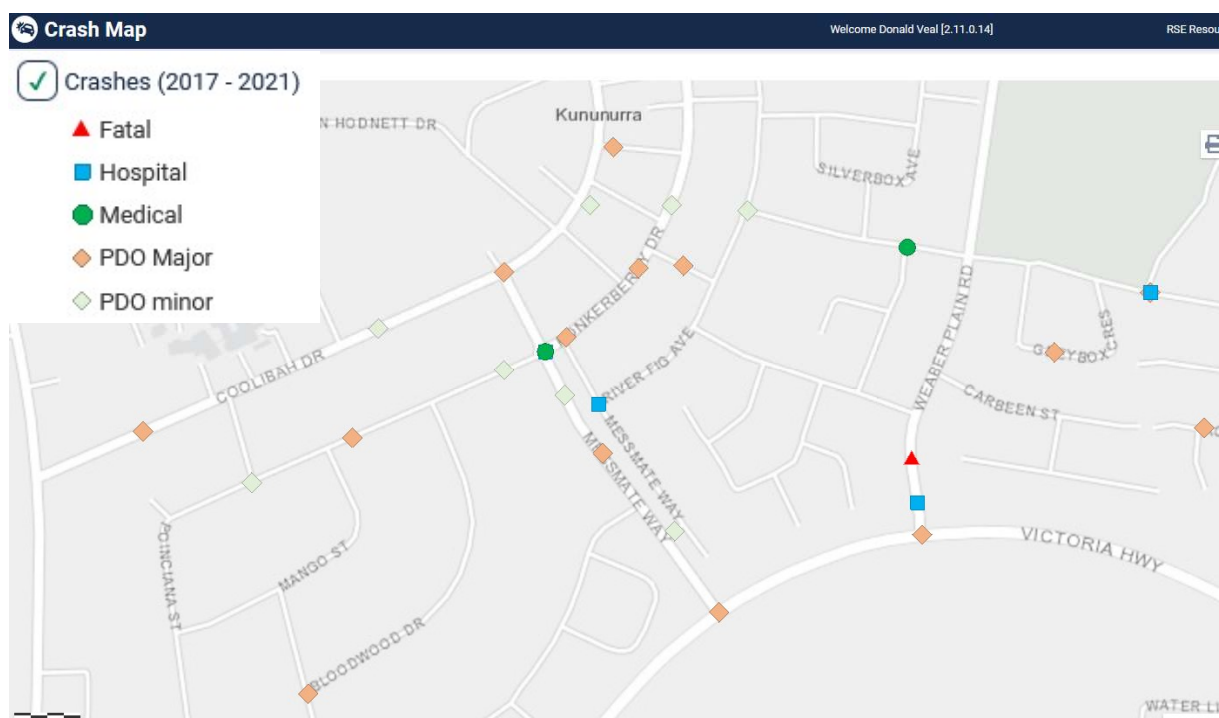 Crash Map
Welcome Donald Veal [2.11.0.14]
RSE Resou
Crashes (2017 - 2021)
Fatal
Hospital
Medical
PDO Major
PDO minor
N HODNETT DR
Kununurra
SILVERBOX AVE
KONKERBERRY DR
WEABER PLAIN RD
COOLIBAH DR
RIVER FIG AVE
GREYBOX CRES
CARBEEN ST
MESSMATE WAY
MESSMATE WAY
POINCIANA ST
MANGO ST
VICTORIA HWY
BLOODWOOD DR
WATER LI